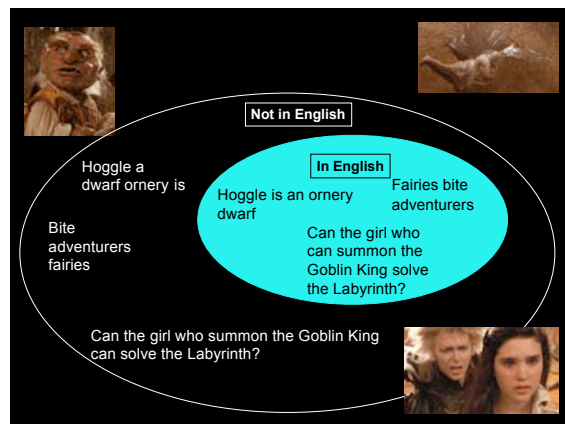 Not in English
Hoggle a
dwarf ornery is
In English
Hoggle is an ornery
dwarf
Fairies bite
adventurers
Bite
adventurers
fairies
Can the girl who
can summon the
Goblin King solve
the Labyrinth?
Can the girl who summon the Goblin King
can solve the Labyrinth?